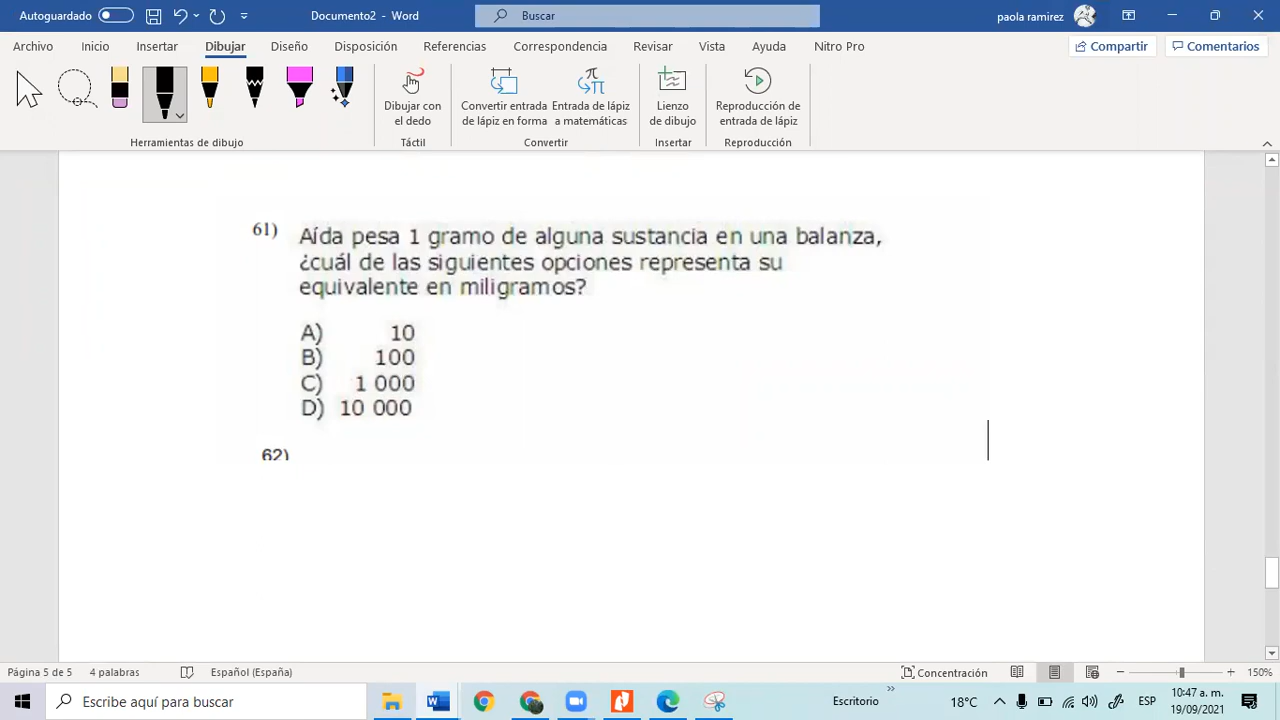 Autoguardado
Documento2 - Word
Buscar
paola ramirez
Archivo Inicio Insertar Dibujar Diseño Disposición Referencias Correspondencia Revisar Vista Ayuda Nitro Pro
Compartir Comentarios
Dibujar con
el dedo
Convertir entrada
de lápiz en forma
Entrada de lápiz
a matemáticas
Lienzo
de dibujo
Reproducción de
entrada de lápiz
Herramientas de dibujo Táctil Convertir Insertar Reproducción
61) Aída pesa 1 gramo de alguna sustancia en una balanza,
¿cuál de las siguientes opciones representa su
equivalente en miligramos?
A) 10
B) 100
C) 1 000
D) 10 000
62)
Página 5 de 5 4 palabras Español (España) Concentración 150%
Escribe aquí para buscar
Escritorio
18°C
ESP
10:47 a. m.
19/09/2021